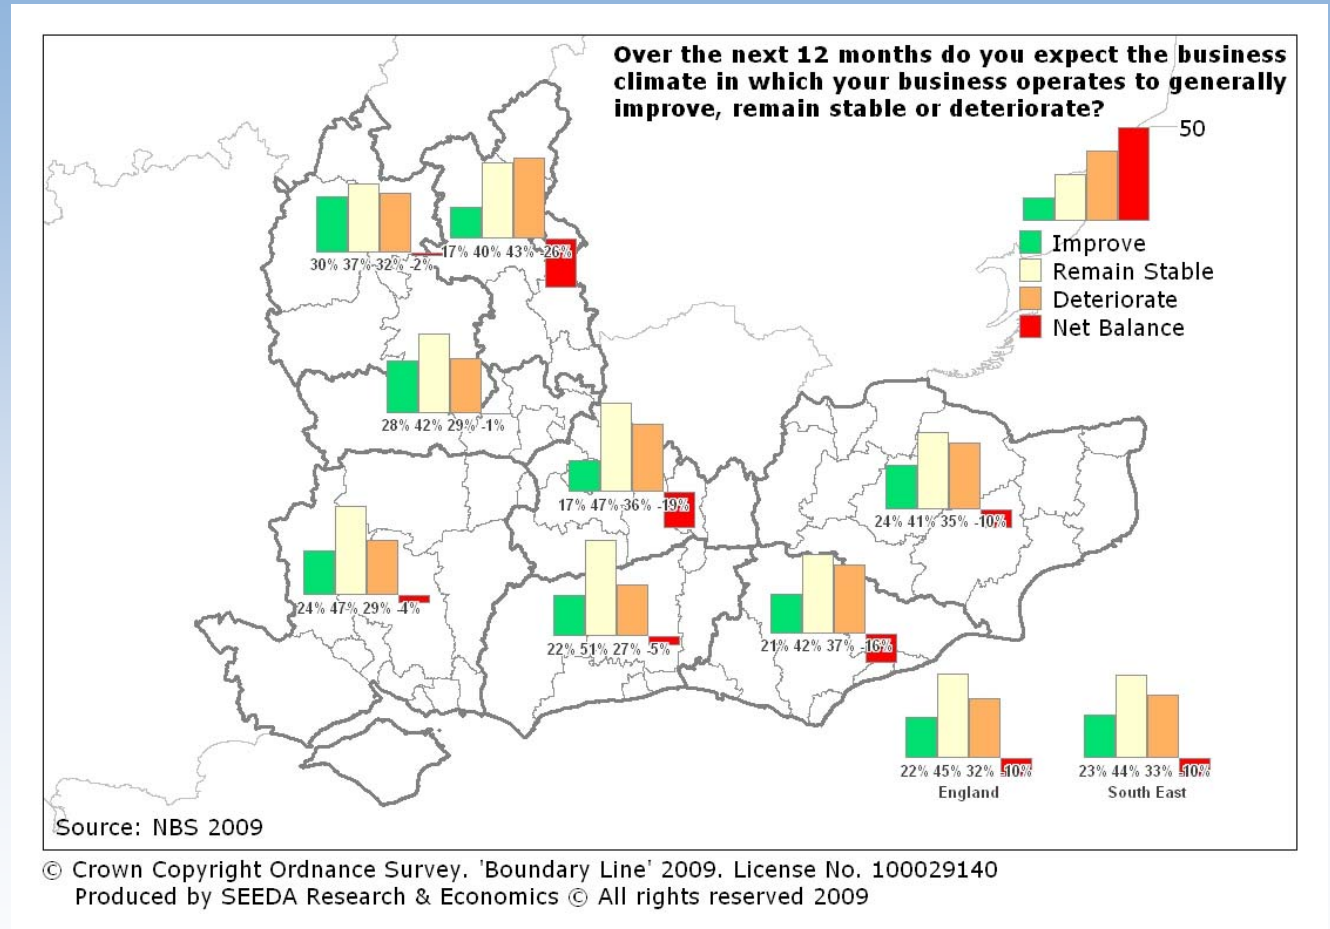 Over the next 12 months do you expect the business
climate in which your business operates to generally
improve, remain stable or deteriorate?
50
Improve
Remain Stable
Deteriorate
Net Balance
30% 37% 32% -2%
17% 40% 43% -26%
28% 42% 29% -1%
17% 47% 36% -19%
24% 41% 35% -10%
24% 47% 29% -4%
22% 51% 27% -5%
21% 42% 37% -16%
22% 45% 32% -10%
England
23% 44% 33% -10%
South East
Source: NBS 2009
© Crown Copyright Ordnance Survey. 'Boundary Line' 2009. License No. 100029140
Produced by SEEDA Research & Economics © All rights reserved 2009